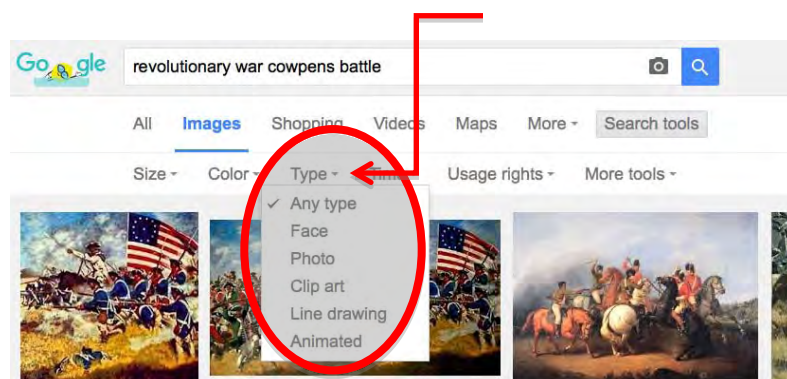 Google
revolutionary war cowpens battle
All Images Shopping Videos Maps More Search tools
Size Color Type Time Usage rights More tools
Any type
Face
Photo
Clip art
Line drawing
Animated